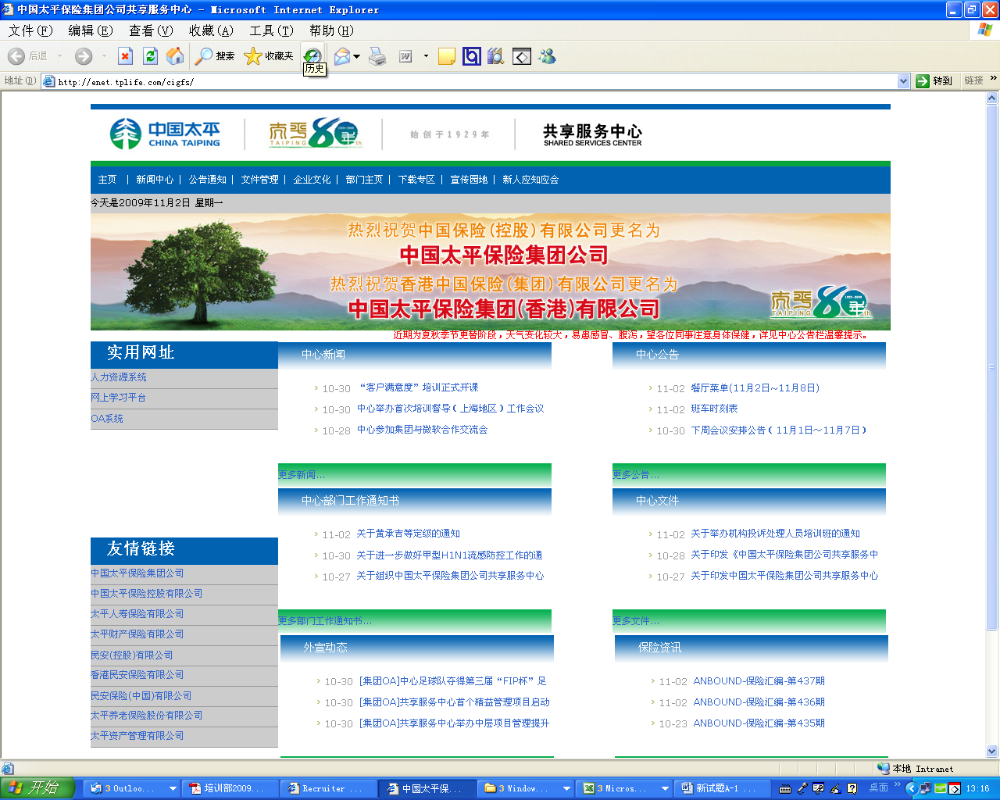 中国太平保险集团公司共享服务中心 - Microsoft Internet Explorer
文件(F) 编辑(E) 查看(V) 收藏(A) 工具(T) 帮助(H)
后退 搜索 收藏夹
历史
地址(D) http://enet.tplife.com/cigfs/ 转到 链接 »
中国太平 CHINA TAIPING
太平 80年 1929-2009 TAIPING th
始创于1929年
共享服务中心
SHARED SERVICES CENTER
主页 | 新闻中心 | 公告通知 | 文件管理 | 企业文化 | 部门主页 | 下载专区 | 宣传园地 | 新人应知应会
今天是2009年11月2日 星期一
热烈祝贺中国保险(控股)有限公司更名为
中国太平保险集团公司
热烈祝贺香港中国保险(集团)有限公司更名为
中国太平保险集团(香港)有限公司
太平 80年 1929-2009 TAIPING th
近期为夏秋季节更替阶段，天气变化较大，易患感冒、腹泻，望各位同事注意身体保健，详见中心公告栏温馨提示。
实用网址
人力资源系统
网上学习平台
OA系统
中心新闻
10-30 “客户满意度”培训正式开课
10-30 中心举办首次培训督导（上海地区）工作会议
10-28 中心参加集团与微软合作交流会
更多新闻...
中心公告
11-02 餐厅菜单(11月2日~11月8日)
11-02 班车时刻表
10-30 下周会议安排公告（11月1日～11月7日）
更多公告...
中心部门工作通知书
11-02 关于黄承吉等定级的通知
10-30 关于进一步做好甲型H1N1流感防控工作的通
10-27 关于组织中国太平保险集团公司共享服务中心
更多部门工作通知书...
中心文件
11-02 关于举办机构投诉处理人员培训班的通知
10-28 关于印发《中国太平保险集团公司共享服务中
10-27 关于印发中国太平保险集团公司共享服务中心
更多文件...
友情链接
中国太平保险集团公司
中国太平保险控股有限公司
太平人寿保险有限公司
太平财产保险有限公司
民安(控股)有限公司
香港民安保险有限公司
民安保险(中国)有限公司
太平养老保险股份有限公司
太平资产管理有限公司
外宣动态
10-30 [集团OA]中心足球队夺得第三届“FIP杯”足
10-30 [集团OA]共享服务中心首个精益管理项目启动
10-30 [集团OA]共享服务中心举办中层项目管理提升
保险资讯
11-02 ANBOUND-保险汇编-第437期
11-02 ANBOUND-保险汇编-第436期
10-23 ANBOUND-保险汇编-第435期
本地 Intranet
开始 3 Outloo... 培训部2009... Recruiter ... 中国太平保... 3 Window... 3 Micros... 新试题A-1 ... 桌面 » 13:16